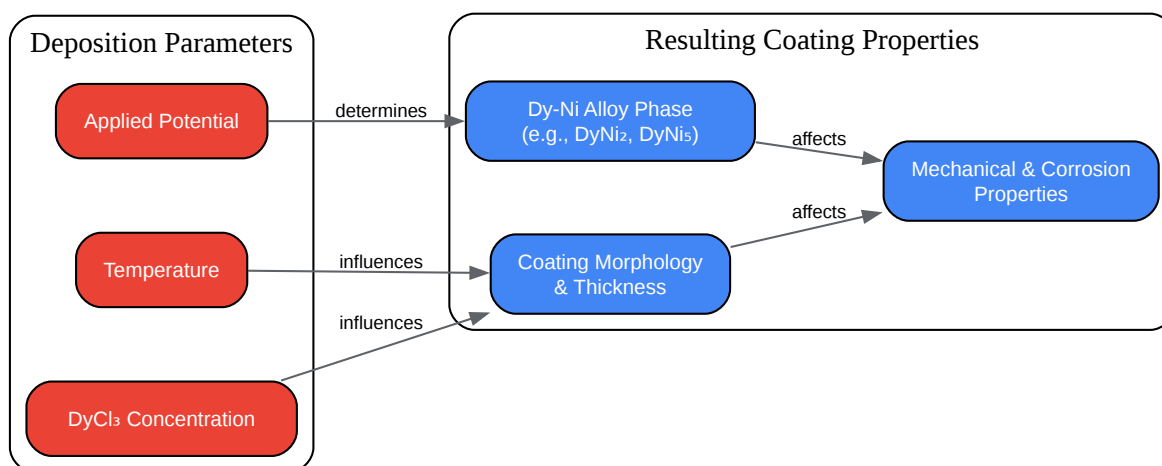 Deposition Parameters
Resulting Coating Properties
Applied Potential
determines
Dy-Ni Alloy Phase
(e.g., DyNi₂, DyNi₅)
affects
Mechanical & Corrosion
Properties
affects
Temperature
influences
Coating Morphology
& Thickness
influences
DyCl₃ Concentration